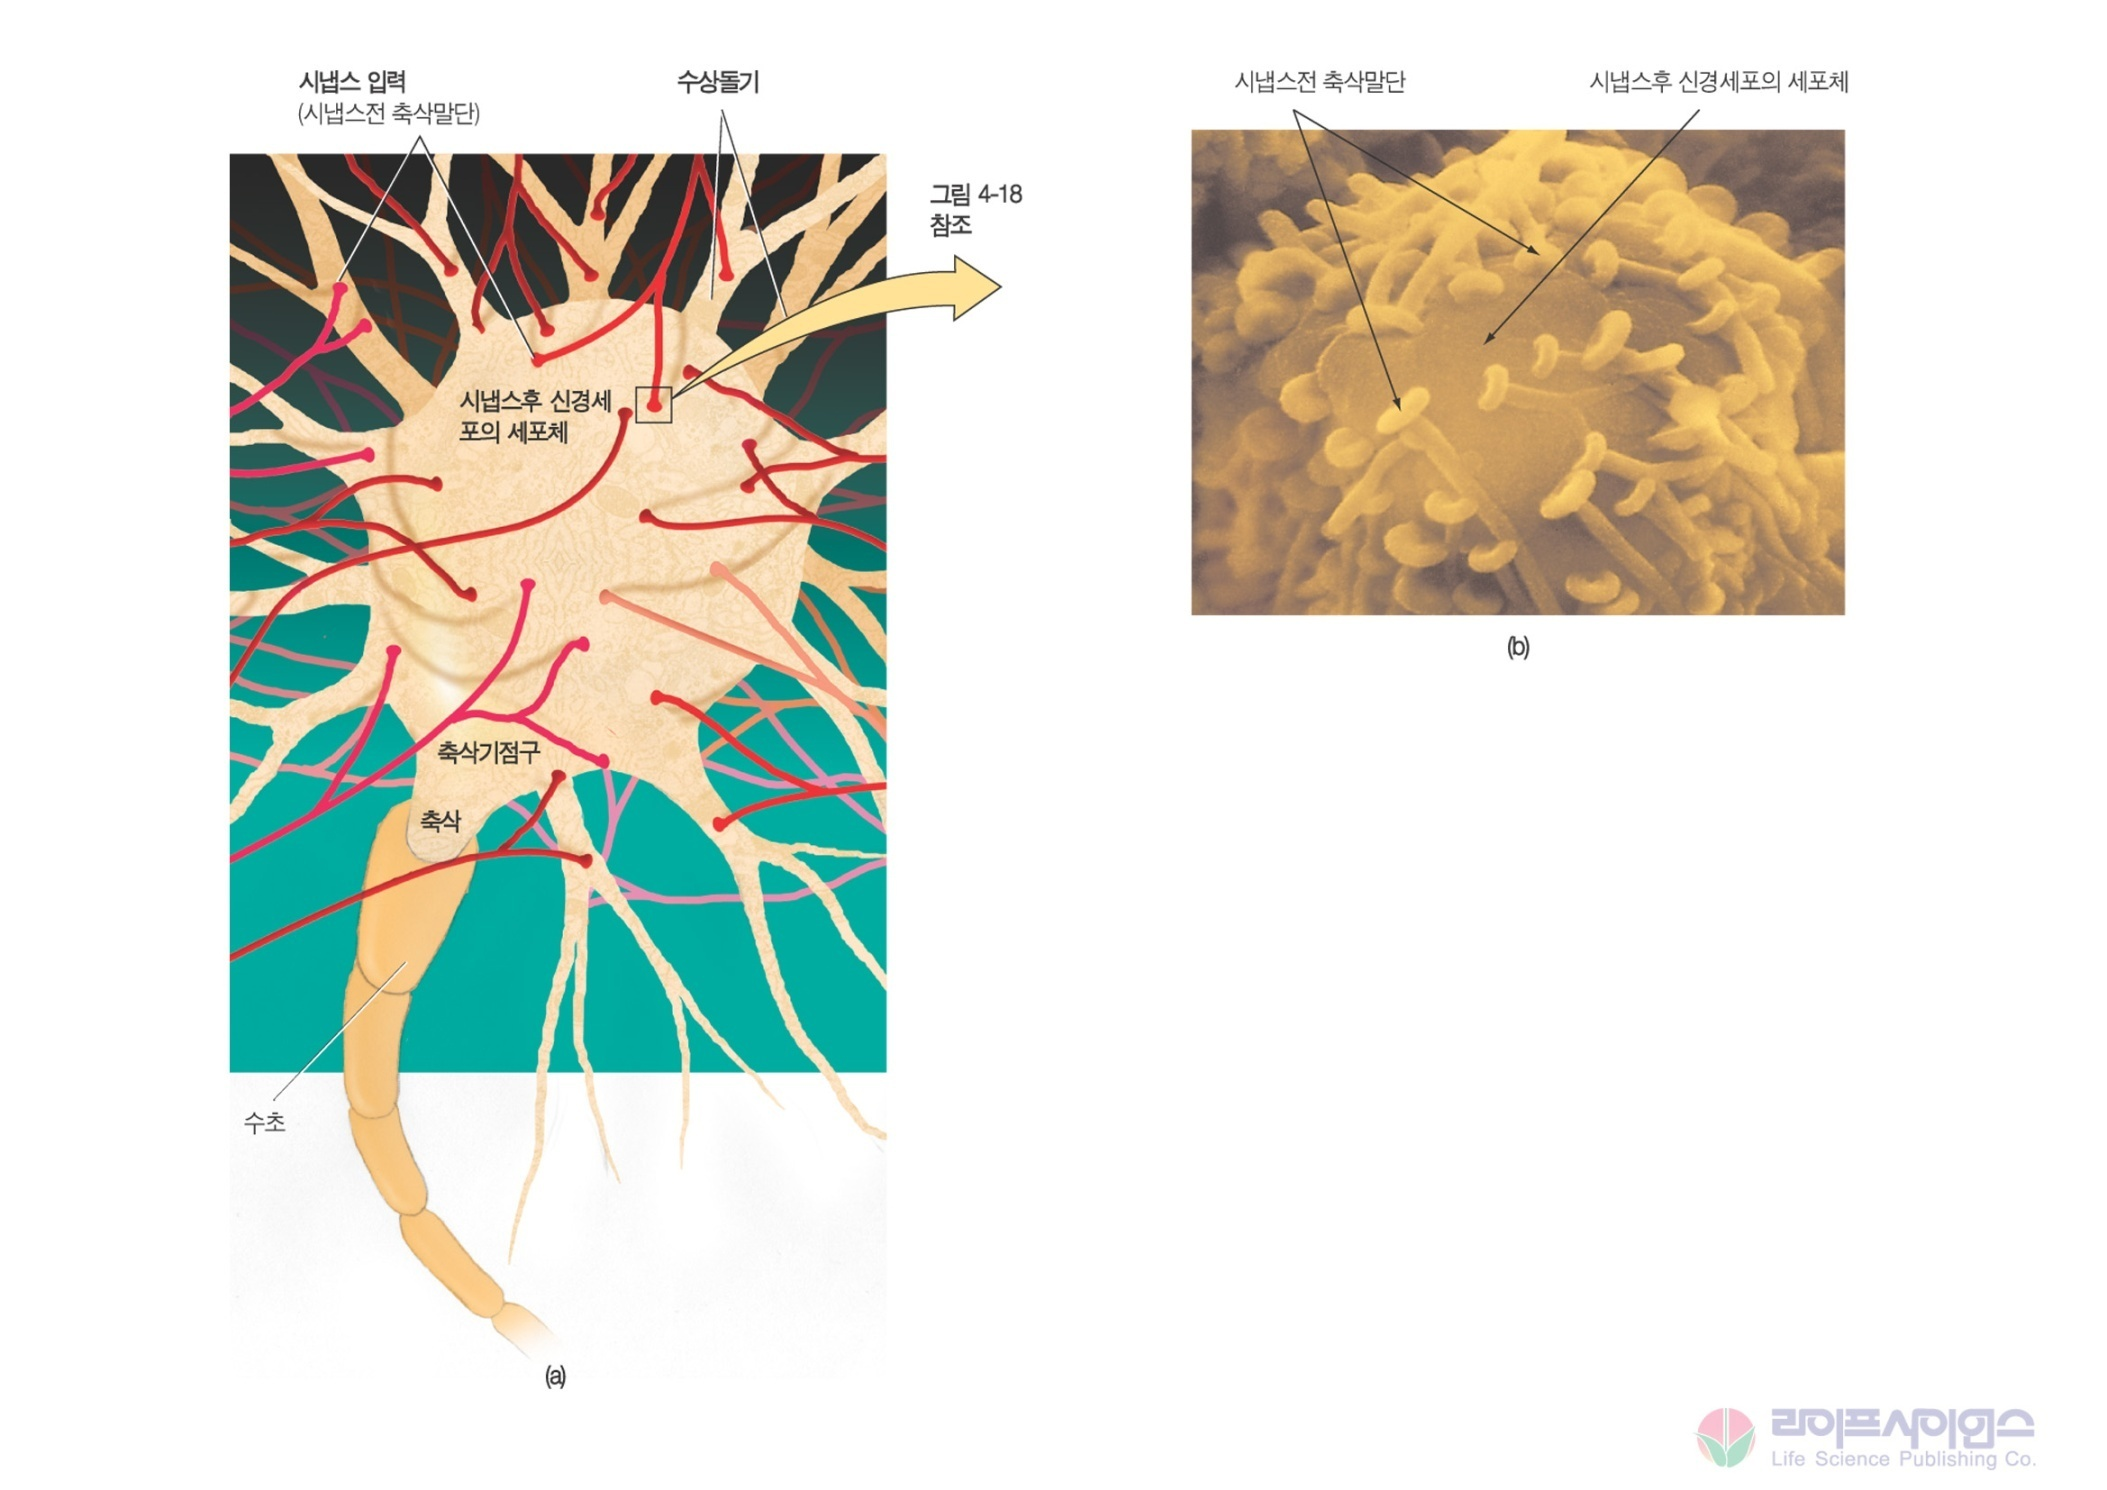 시냅스 입력
(시냅스전 축삭말단)
수상돌기
그림 4-18
참조
시냅스후 신경세
포의 세포체
축삭기점구
축삭
수초
(a)
시냅스전 축삭말단
시냅스후 신경세포의 세포체
(b)
라이프사이언스
Life Science Publishing Co.